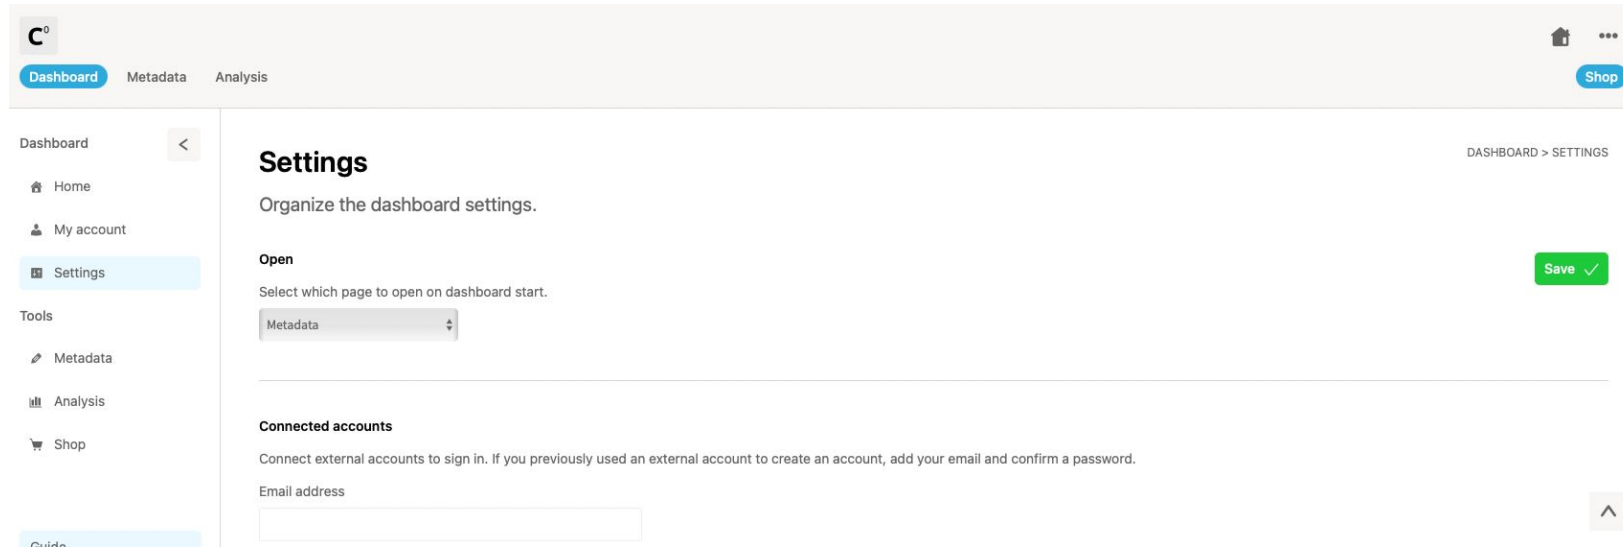 C⁰
Dashboard Metadata Analysis Shop
Dashboard
Home
My account
Settings
Tools
Metadata
Analysis
Shop
Guide
Settings
DASHBOARD > SETTINGS
Organize the dashboard settings.
Open
Save
Select which page to open on dashboard start.
Metadata
Connected accounts
Connect external accounts to sign in. If you previously used an external account to create an account, add your email and confirm a password.
Email address